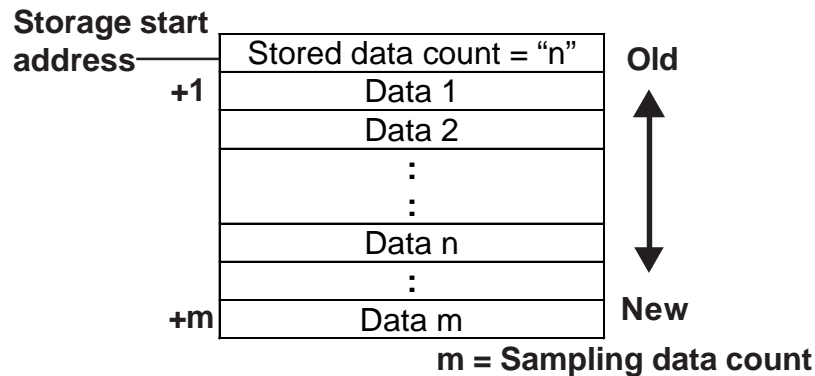 Storage start
address
Stored data count = “n”
Old
+1
Data 1
Data 2
:
:
Data n
:
+m
Data m
New
m = Sampling data count